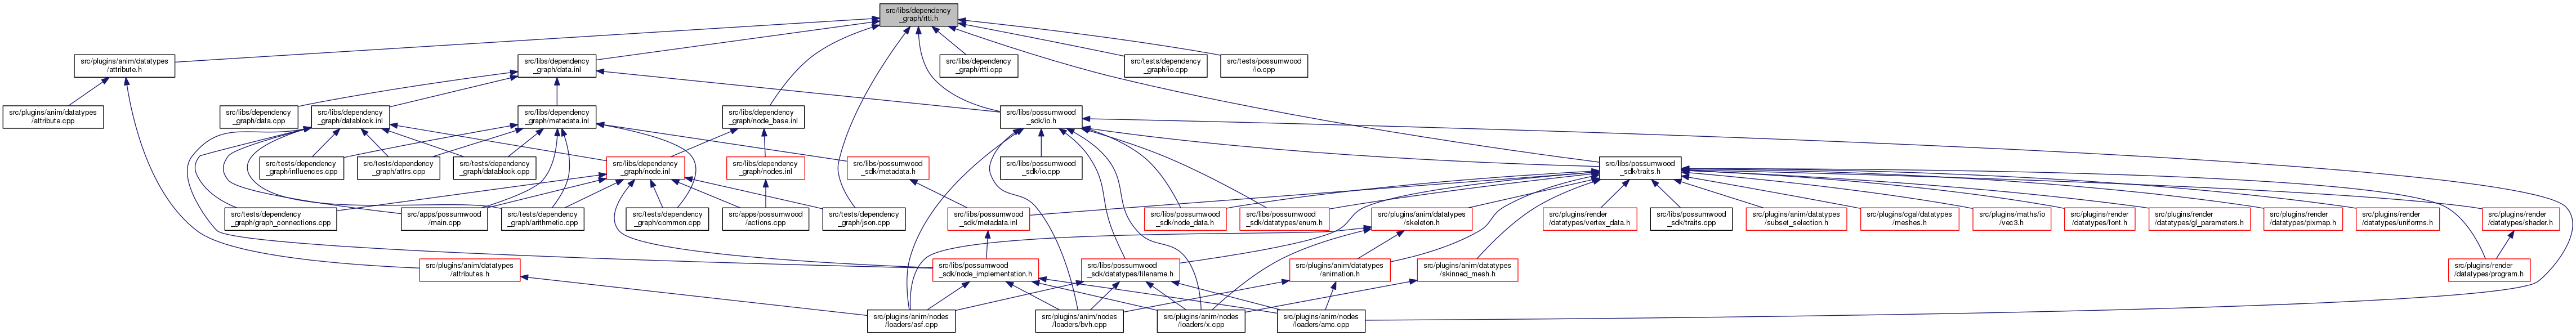 src/libs/dependency
_graph/rtti.h
src/plugins/anim/datatypes
/attribute.h
src/libs/dependency
_graph/data.inl
src/libs/dependency
_graph/rtti.cpp
src/tests/dependency
_graph/io.cpp
src/tests/possumwood
/io.cpp
src/plugins/anim/datatypes
/attribute.cpp
src/libs/dependency
_graph/data.cpp
src/libs/dependency
_graph/datablock.inl
src/libs/dependency
_graph/metadata.inl
src/libs/dependency
_graph/node_base.inl
src/libs/possumwood
_sdk/io.h
src/tests/dependency
_graph/influences.cpp
src/tests/dependency
_graph/attrs.cpp
src/tests/dependency
_graph/datablock.cpp
src/libs/dependency
_graph/node.inl
src/libs/dependency
_graph/nodes.inl
src/libs/possumwood
_sdk/metadata.h
src/libs/possumwood
_sdk/io.cpp
src/libs/possumwood
_sdk/traits.h
src/tests/dependency
_graph/graph_connections.cpp
src/apps/possumwood
/main.cpp
src/tests/dependency
_graph/arithmetic.cpp
src/tests/dependency
_graph/common.cpp
src/apps/possumwood
/actions.cpp
src/tests/dependency
_graph/json.cpp
src/libs/possumwood
_sdk/metadata.inl
src/libs/possumwood
_sdk/node_data.h
src/libs/possumwood
_sdk/datatypes/enum.h
src/plugins/anim/datatypes
/skeleton.h
src/plugins/render
/datatypes/vertex_data.h
src/libs/possumwood
_sdk/traits.cpp
src/plugins/anim/datatypes
/subset_selection.h
src/plugins/cgal/datatypes
/meshes.h
src/plugins/maths/io
/vec3.h
src/plugins/render
/datatypes/font.h
src/plugins/render
/datatypes/gl_parameters.h
src/plugins/render
/datatypes/pixmap.h
src/plugins/render
/datatypes/uniforms.h
src/plugins/render
/datatypes/shader.h
src/plugins/anim/datatypes
/attributes.h
src/libs/possumwood
_sdk/node_implementation.h
src/libs/possumwood
_sdk/datatypes/filename.h
src/plugins/anim/datatypes
/animation.h
src/plugins/anim/datatypes
/skinned_mesh.h
src/plugins/render
/datatypes/program.h
src/plugins/anim/nodes
/loaders/asf.cpp
src/plugins/anim/nodes
/loaders/bvh.cpp
src/plugins/anim/nodes
/loaders/x.cpp
src/plugins/anim/nodes
/loaders/amc.cpp